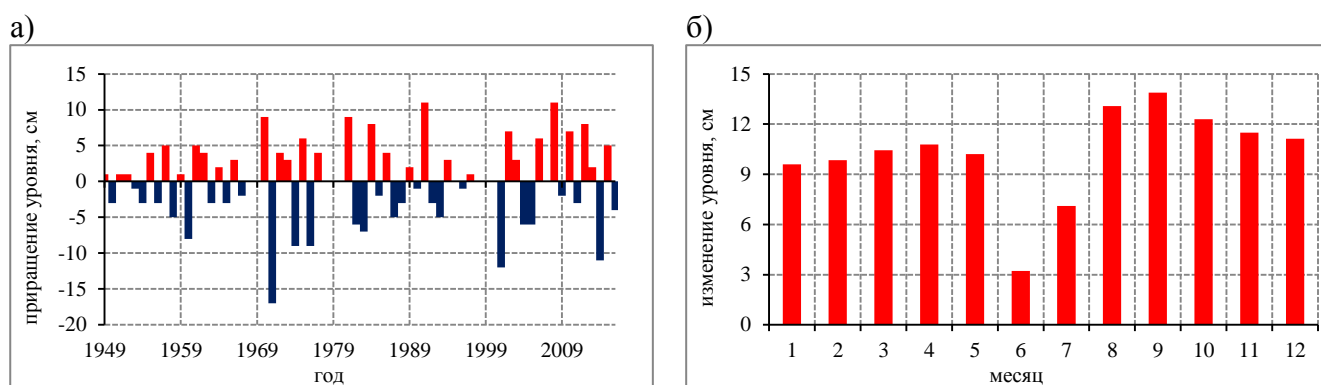 а)
приращение уровня, см
15
10
5
0
-5
-10
-15
-20
1949 1959 1969 1979 1989 1999 2009
год
б)
изменение уровня, см
15
12
9
6
3
0
1 2 3 4 5 6 7 8 9 10 11 12
месяц